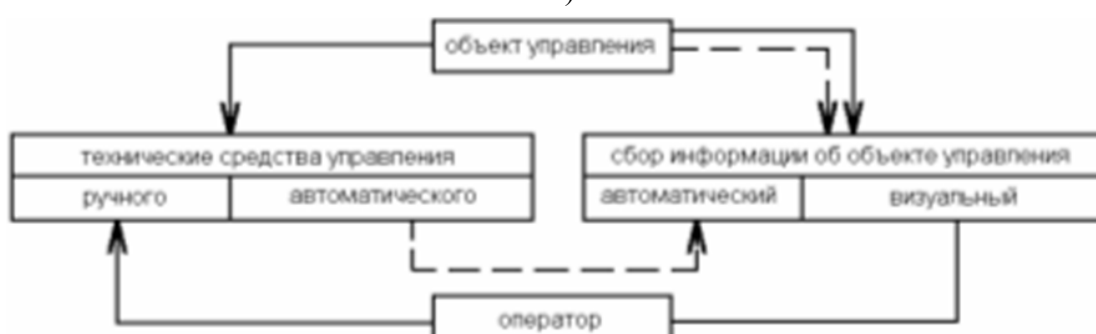 )
объект управления
технические средства управления
сбор информации об объекте управления
ручного
автоматического
автоматический
визуальный
оператор